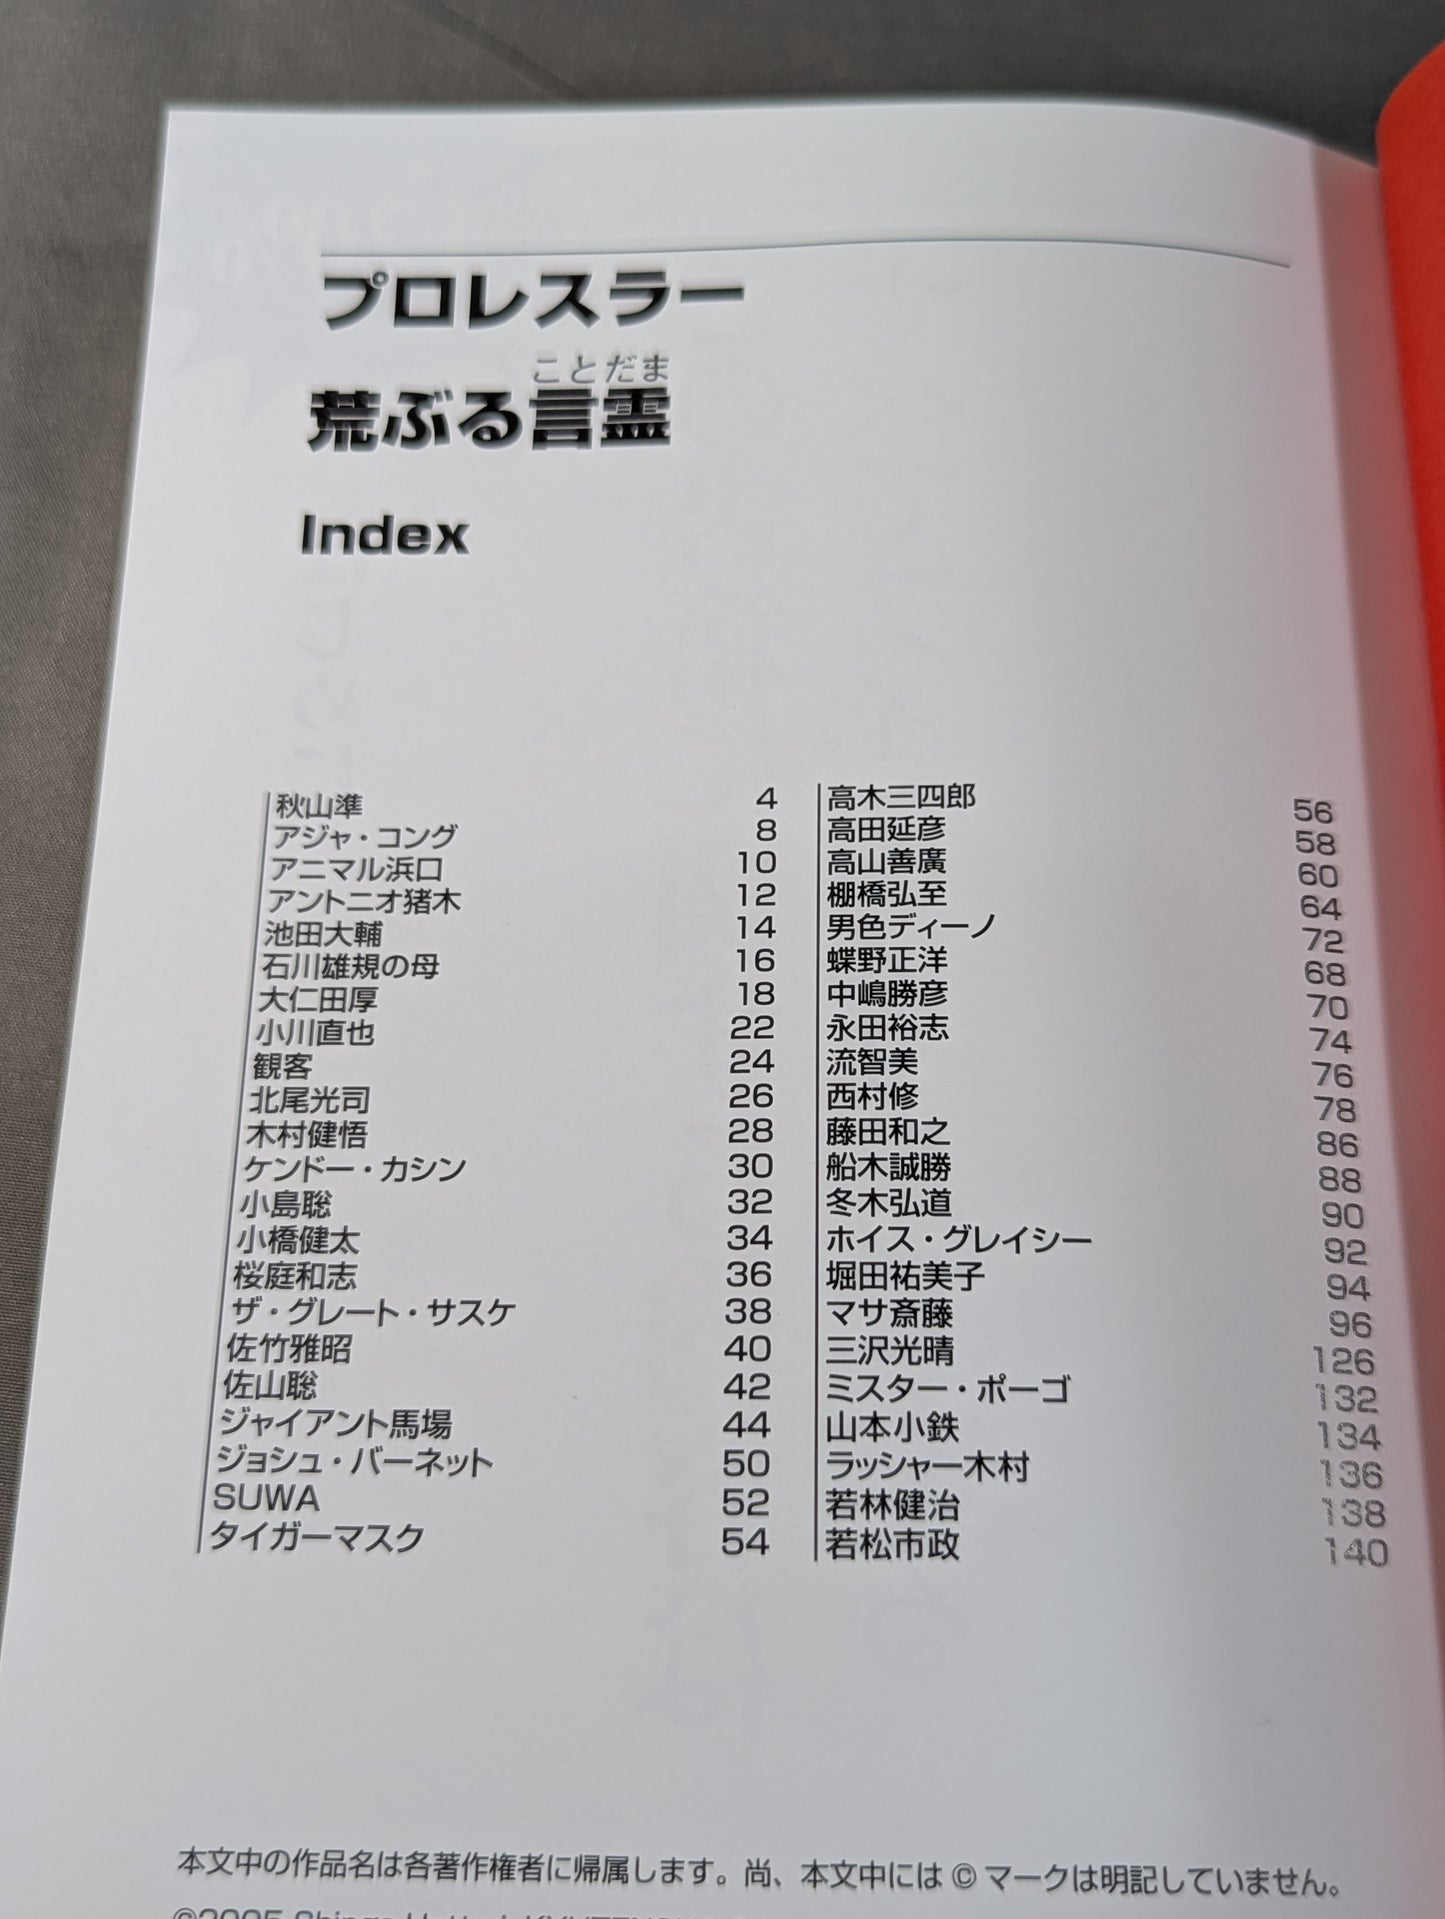 プロレスラー
ことだま
荒ぶる言霊
Index
秋山準 4
アジャ・コング 8
アニマル浜口 10
アントニオ猪木 12
池田大輔 14
石川雄規の母 16
大仁田厚 18
小川直也 22
観客 24
北尾光司 26
木村健悟 28
ケンドー・カシン 30
小島聡 32
小橋健太 34
桜庭和志 36
ザ・グレート・サスケ 38
佐竹雅昭 40
佐山聡 42
ジャイアント馬場 44
ジョシュ・バーネット 50
SUWA 52
タイガーマスク 54
高木三四郎 56
高田延彦 58
高山善廣 60
棚橋弘至 64
男色ディーノ 72
蝶野正洋 68
中嶋勝彦 70
永田裕志 74
流智美 76
西村修 78
藤田和之 86
船木誠勝 88
冬木弘道 90
ホイス・グレイシー 92
堀田祐美子 94
マサ斎藤 96
三沢光晴 126
ミスター・ポーゴ 132
山本小鉄 134
ラッシャー木村 136
若林健治 138
若松市政 140
本文中の作品名は各著作権者に帰属します。尚、本文中には © マークは明記していません。